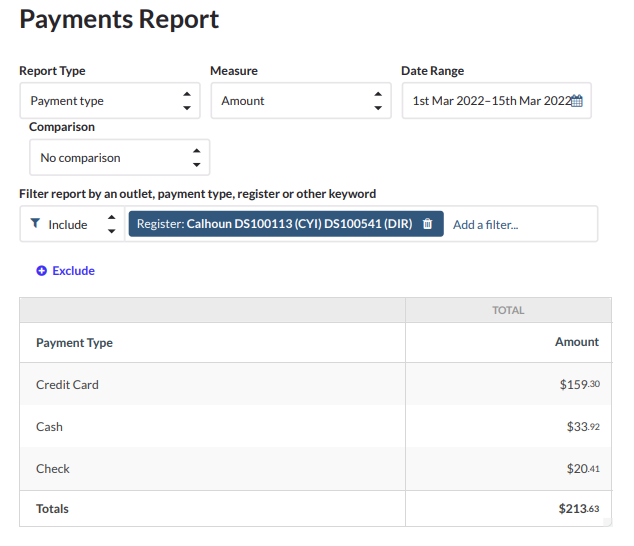 Payments Report
Report Type
Measure
Date Range
Payment type
Amount
1st Mar 2022–15th Mar 2022
Comparison
No comparison
Filter report by an outlet, payment type, register or other keyword
Include
Register: Calhoun DS100113 (CYI) DS100541 (DIR)
Add a filter...
Exclude
TOTAL
Payment Type
Amount
Credit Card
$159.30
Cash
$33.92
Check
$20.41
Totals
$213.63